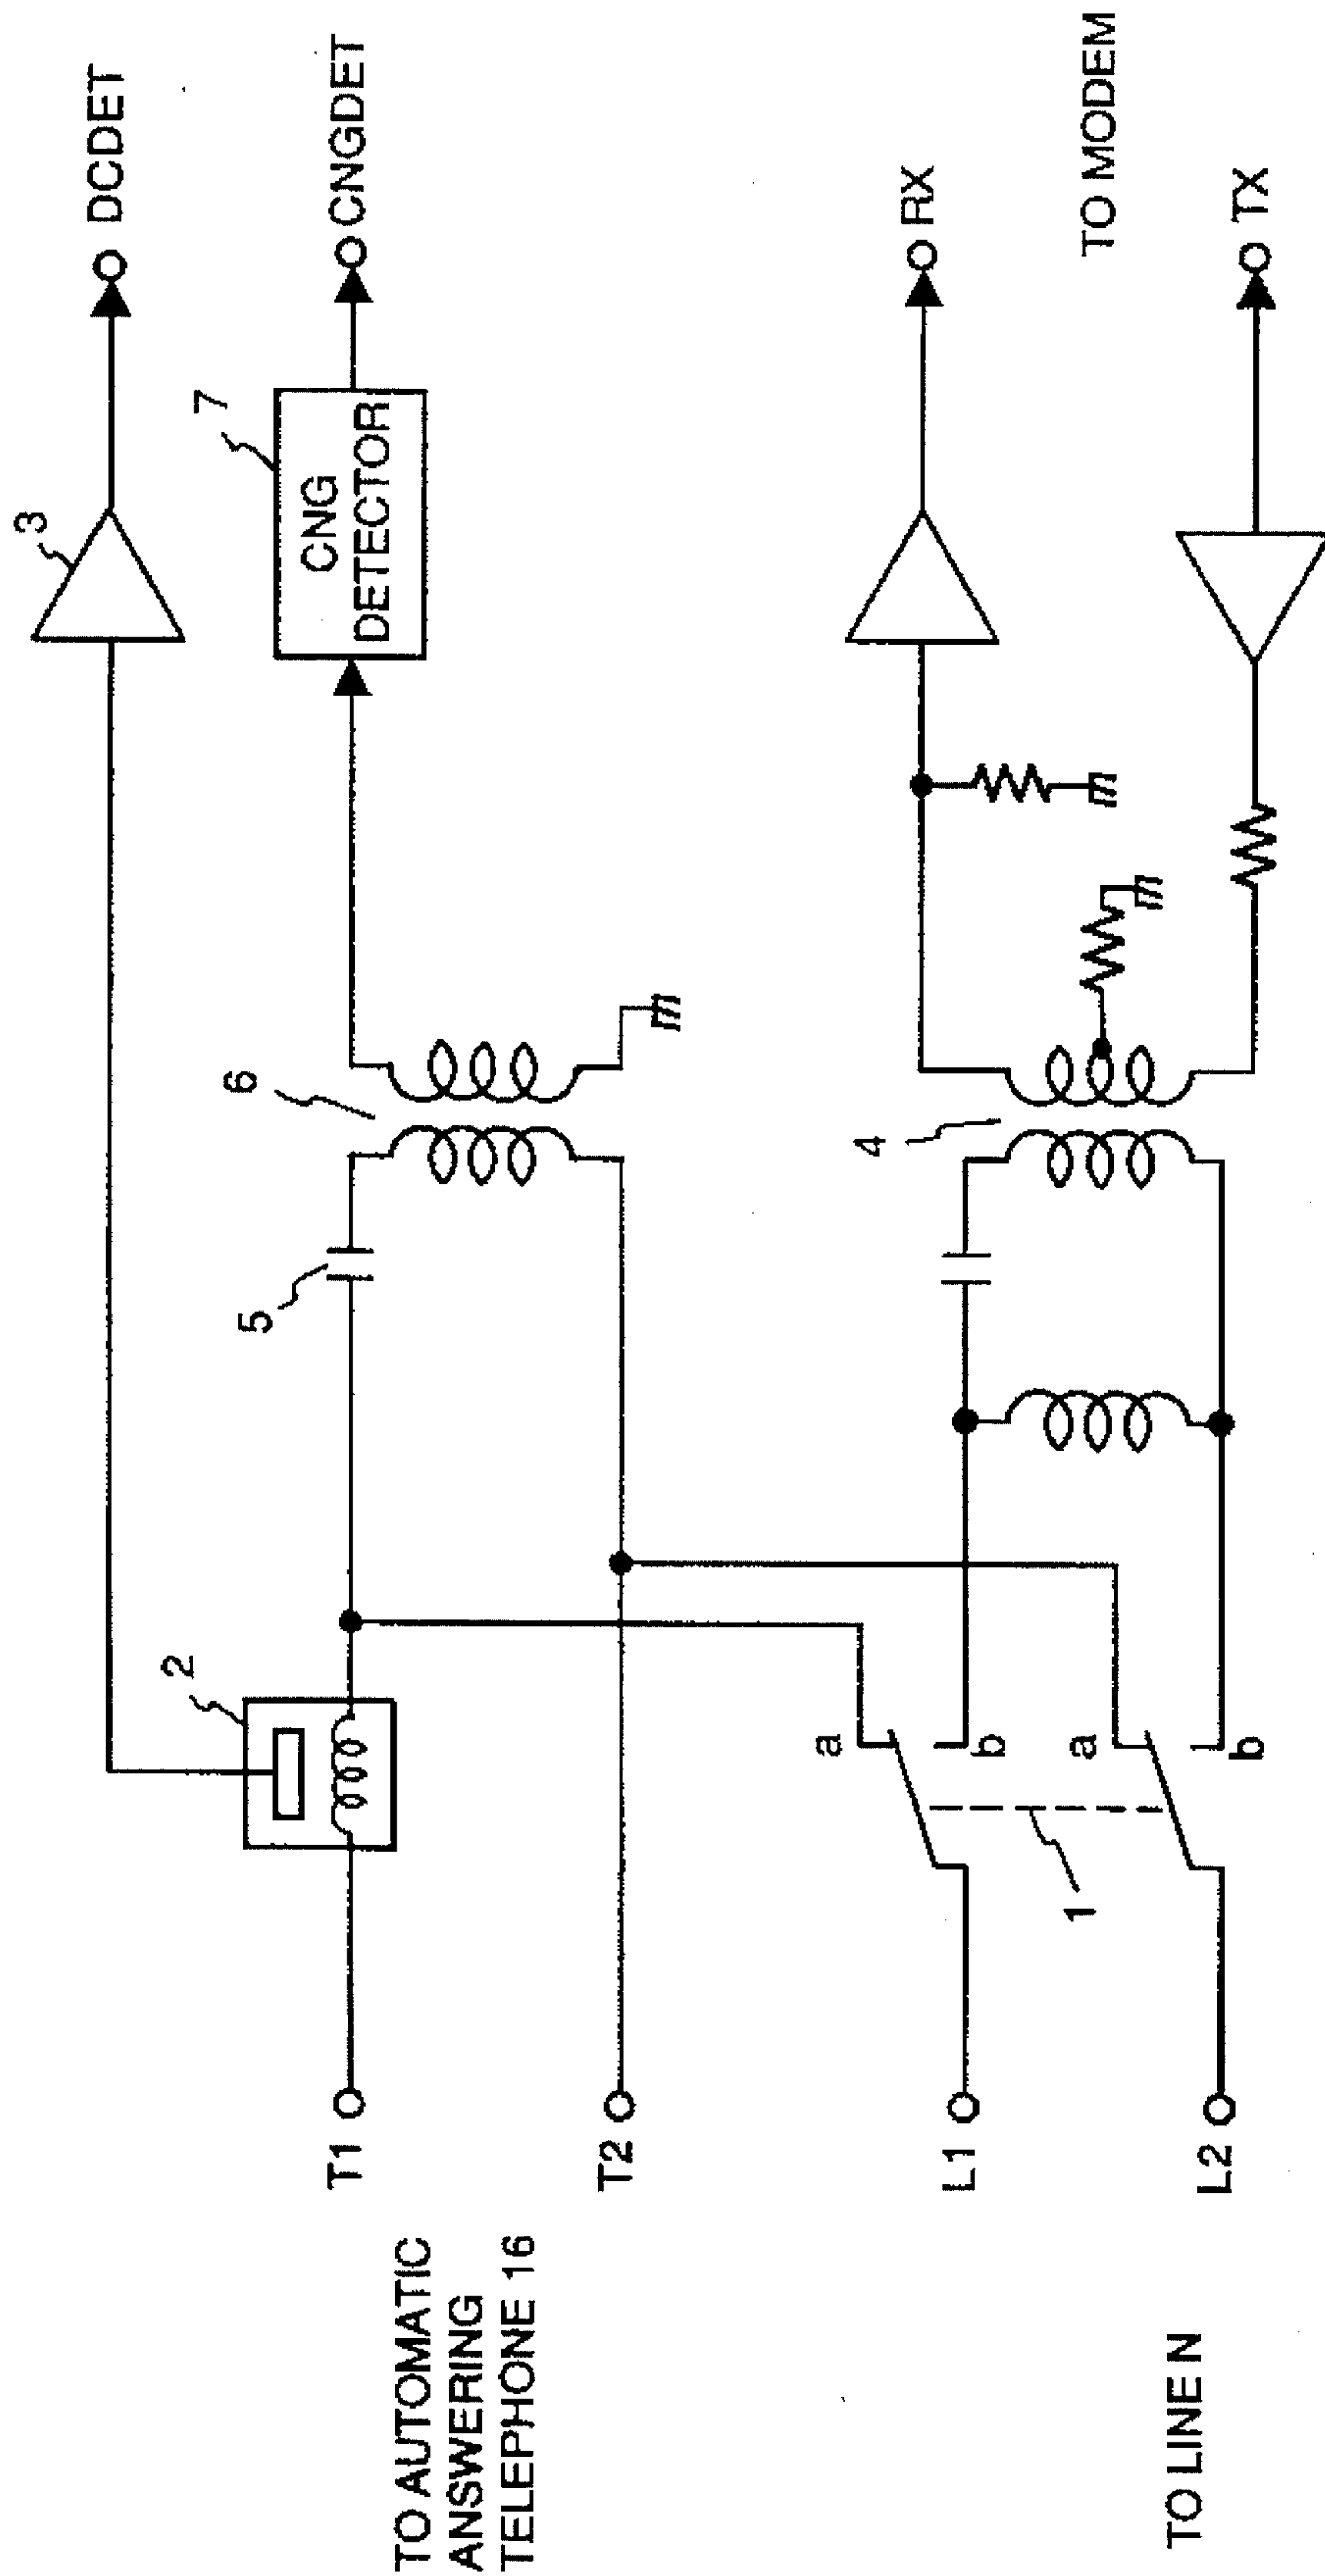 3
DCDET
7
CNG
DETECTOR
CNGDET
2
5
6
T1
TO AUTOMATIC
ANSWERING
TELEPHONE 16
T2
a
b
4
RX
L1
1
TO MODEM
a
b
L2
TX
TO LINE N